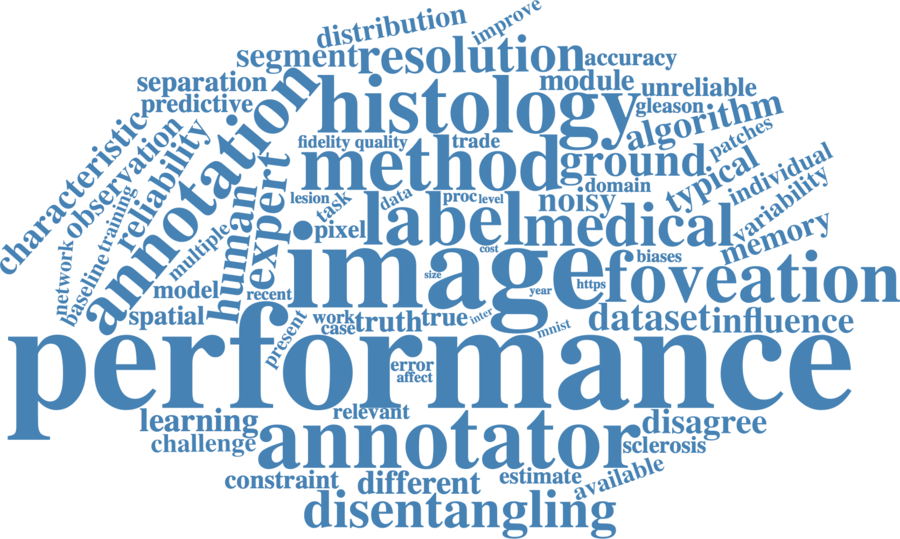 improve
distribution
segment resolution accuracy
separation module unreliable
predictive histology gleason algorithm
characteristic observation reliability annotation fidelity quality trade patches
method ground typical individual
domain variability
human expert lesion task data proc level noisy
pixel label medical memory
network baseline training multiple cost biases
image foveation
size
model recent year https
spatial present work truth true inter dataset influence
case mnist
performance
error
affect
relevant
learning annotator disagree
challenge sclerosis
constraint different estimate available
disentangling